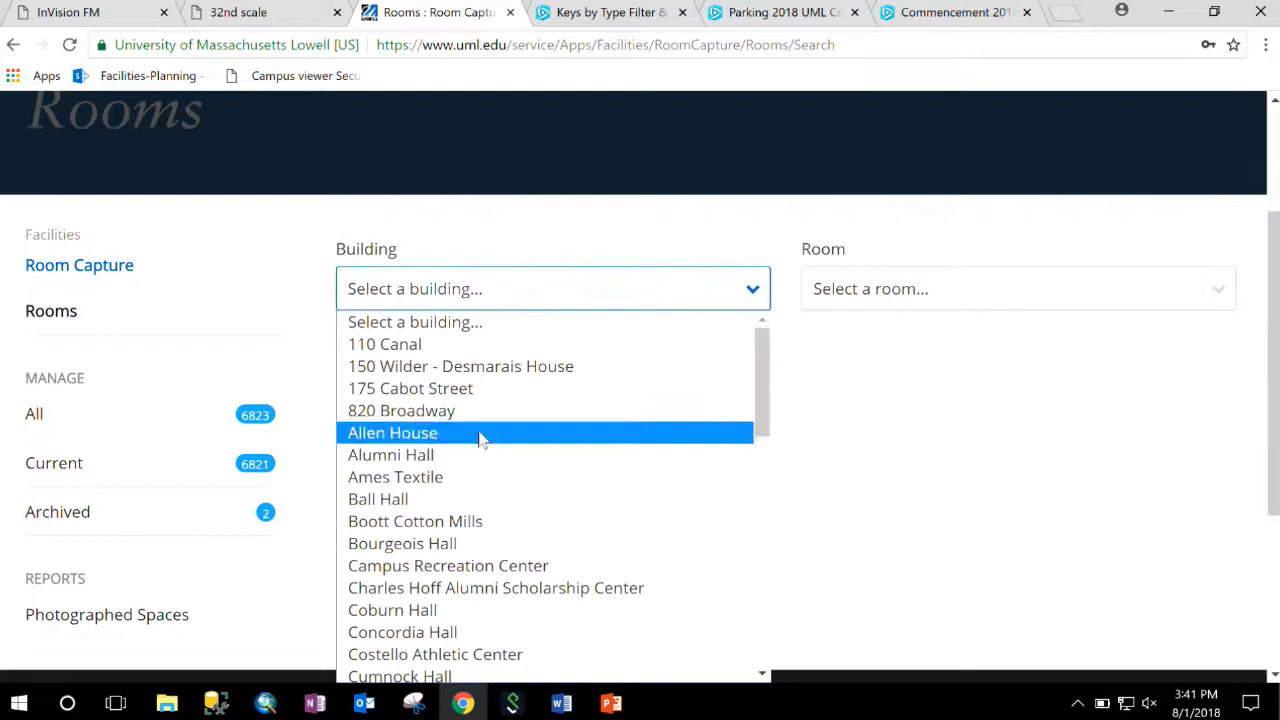 InVision FM
32nd scale
Rooms : Room Captu
Keys by Type Filter &
Parking 2018 UML Co
Commencement 201
University of Massachusetts Lowell [US]
https://www.uml.edu/service/Apps/Facilities/RoomCapture/Rooms/Search
Apps
Facilities-Planning -
Campus viewer Secu
Rooms
Facilities
Room Capture
Rooms
MANAGE
All
6823
Current
6821
Archived
2
REPORTS
Photographed Spaces
Building
Select a building...
Select a building...
110 Canal
150 Wilder - Desmarais House
175 Cabot Street
820 Broadway
Allen House
Alumni Hall
Ames Textile
Ball Hall
Boott Cotton Mills
Bourgeois Hall
Campus Recreation Center
Charles Hoff Alumni Scholarship Center
Coburn Hall
Concordia Hall
Costello Athletic Center
Cumnock Hall
Room
Select a room...
3:41 PM
8/1/2018